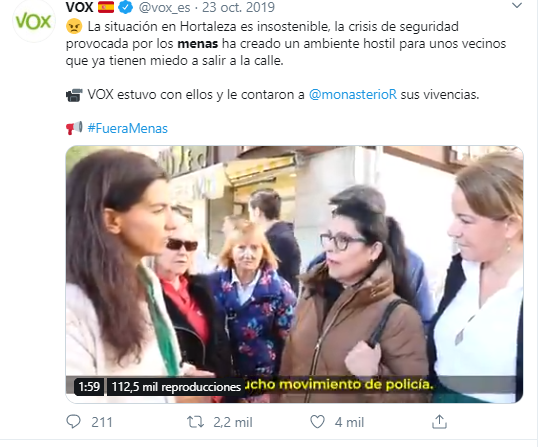 VOX
VOX 🇪🇸 @vox_es · 23 oct. 2019
😠 La situación en Hortaleza es insostenible, la crisis de seguridad
provocada por los menas ha creado un ambiente hostil para unos vecinos
que ya tienen miedo a salir a la calle.
📹 VOX estuvo con ellos y le contaron a @monasterioR sus vivencias.
📢 #FueraMenas
1:59 112,5 mil reproducciones ucho movimiento de policía.
211 2,2 mil 4 mil